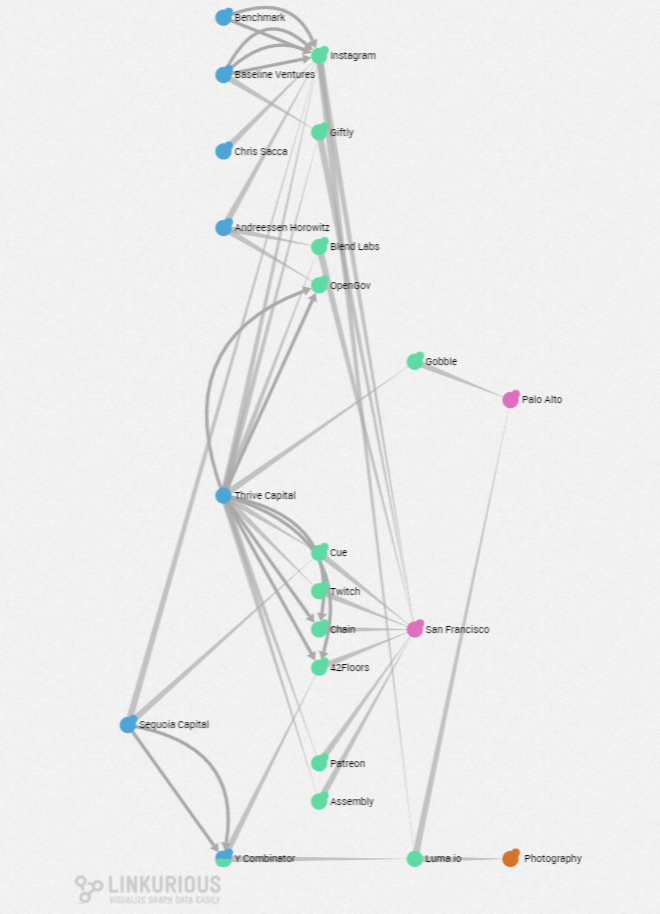 Benchmark
Instagram
Baseline Ventures
Giftly
Chris Sacca
Andreessen Horowitz
Blend Labs
OpenGov
Gobble
Palo Alto
Thrive Capital
Cue
Twitch
Chain
San Francisco
42Floors
Sequoia Capital
Patreon
Assembly
Y Combinator
Luma.io
Photography
LINKURIOUS
VISUALIZE GRAPH DATA EASILY